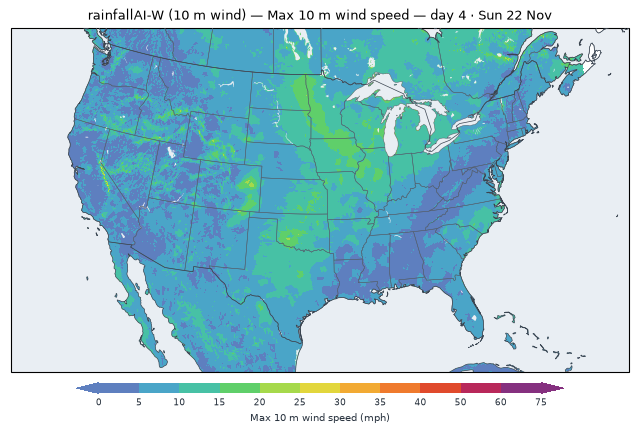 rainfallAI-W (10 m wind) — Max 10 m wind speed — day 4 · Sun 22 Nov
0 5 10 15 20 25 30 35 40 50 60 75
Max 10 m wind speed (mph)